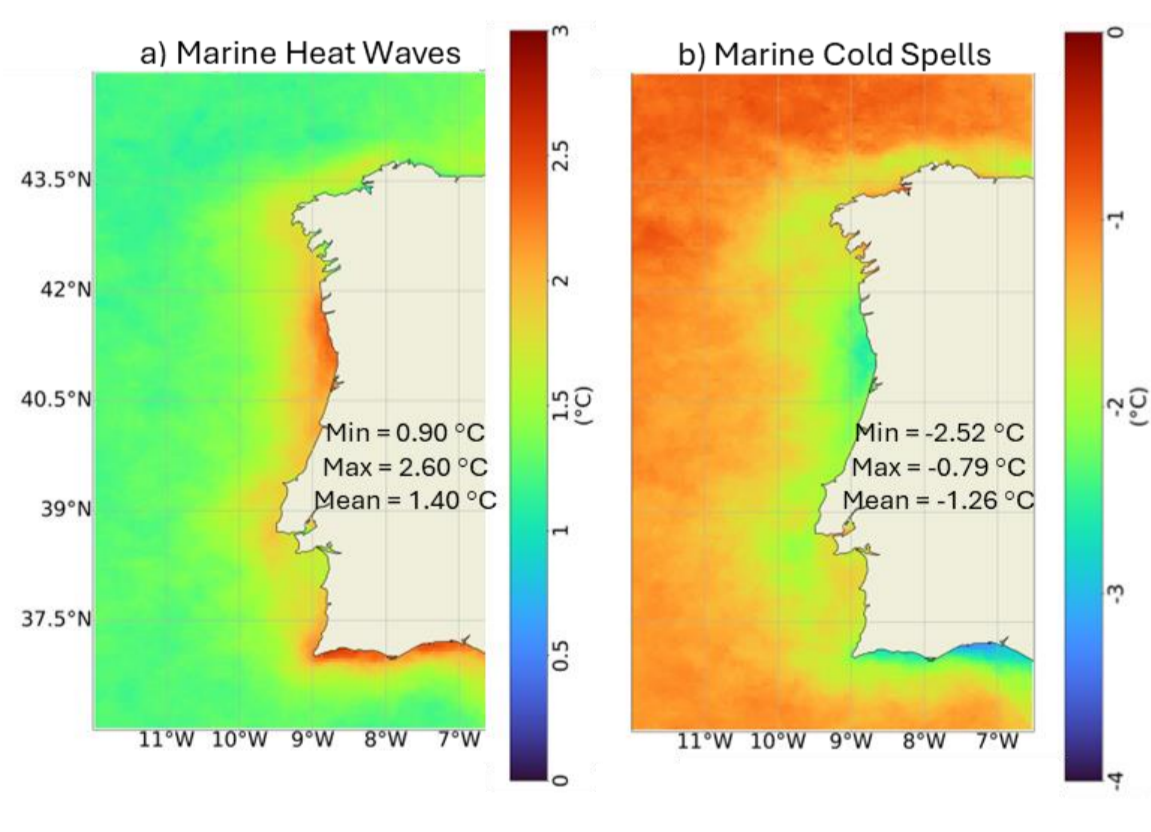 a) Marine Heat Waves
43.5°N
42°N
40.5°N
39°N
37.5°N
11°W 10°W 9°W 8°W 7°W
Min = 0.90 °C
Max = 2.60 °C
Mean = 1.40 °C
3
2.5
2
1.5
1
0.5
0
(°C)
b) Marine Cold Spells
11°W 10°W 9°W 8°W 7°W
Min = -2.52 °C
Max = -0.79 °C
Mean = -1.26 °C
0
-1
-2
-3
-4
(°C)